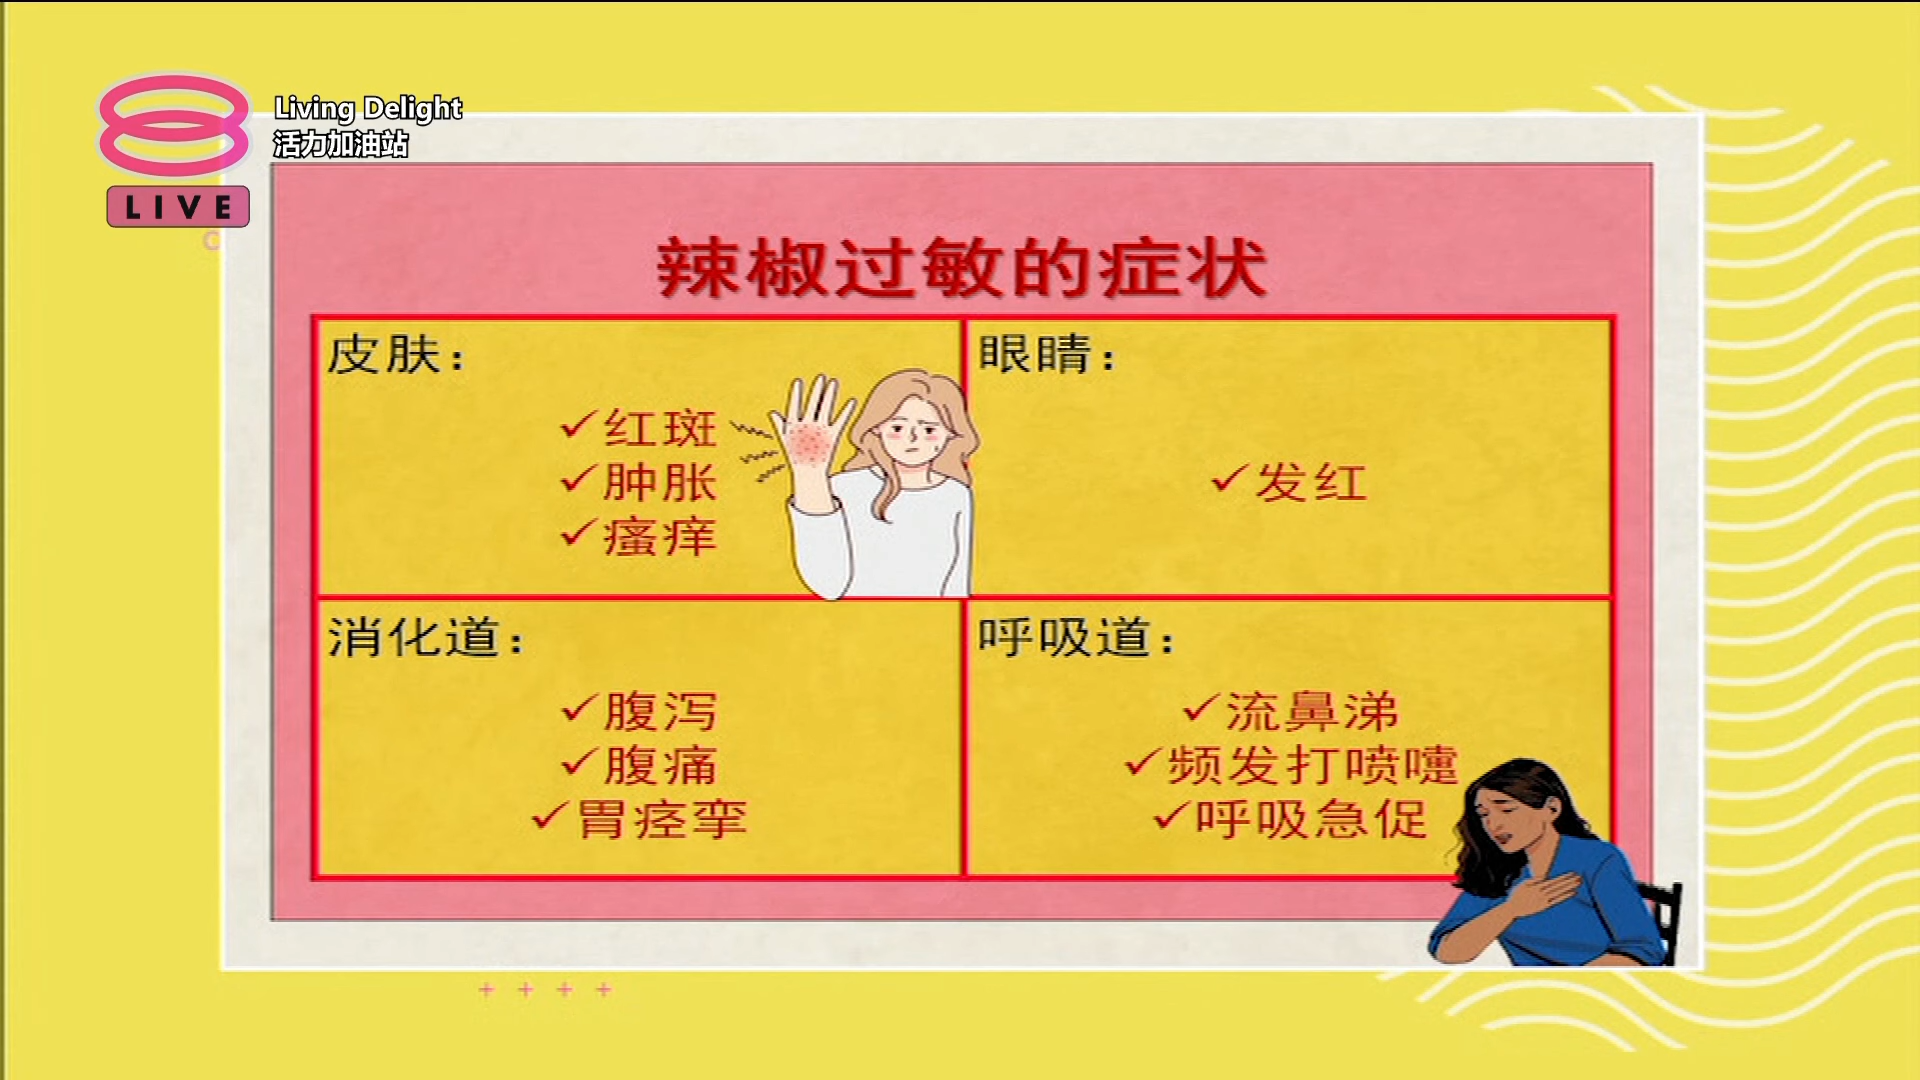 Living Delight
活力加油站
LIVE
辣椒过敏的症状
皮肤：
✓红斑
✓肿胀
✓瘙痒
眼睛：
✓发红
消化道：
✓腹泻
✓腹痛
✓胃痉挛
呼吸道：
✓流鼻涕
✓频发打喷嚏
✓呼吸急促